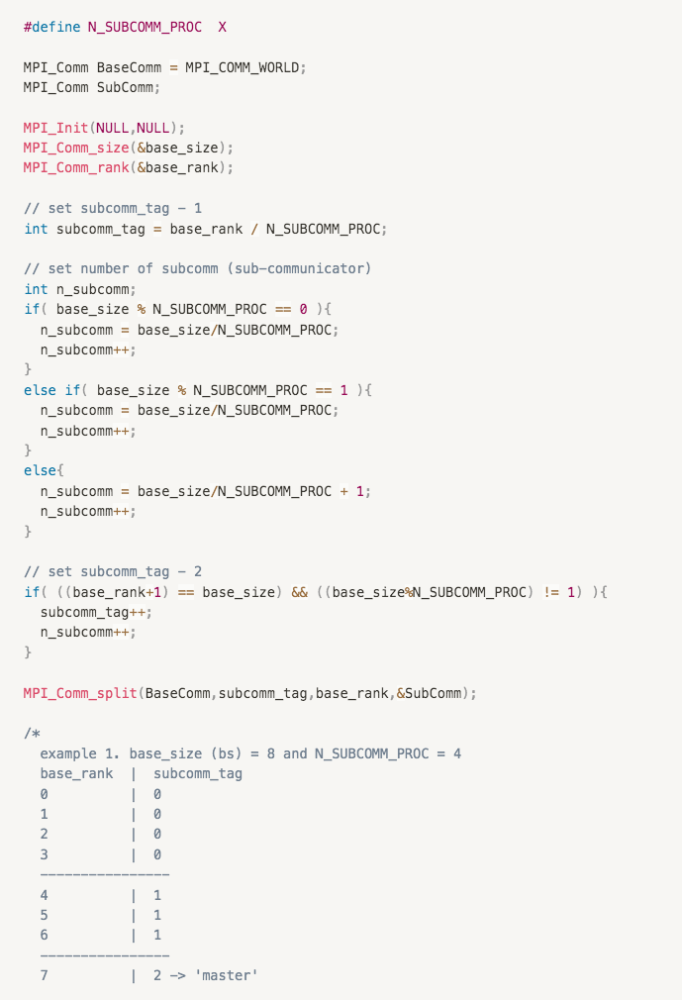 #define N_SUBCOMM_PROC  X

MPI_Comm BaseComm = MPI_COMM_WORLD;
MPI_Comm SubComm;

MPI_Init(NULL,NULL);
MPI_Comm_size(&base_size);
MPI_Comm_rank(&base_rank);

// set subcomm_tag - 1
int subcomm_tag = base_rank / N_SUBCOMM_PROC;

// set number of subcomm (sub-communicator)
int n_subcomm;
if( base_size % N_SUBCOMM_PROC == 0 ){
  n_subcomm = base_size/N_SUBCOMM_PROC;
  n_subcomm++;
}
else if( base_size % N_SUBCOMM_PROC == 1 ){
  n_subcomm = base_size/N_SUBCOMM_PROC;
  n_subcomm++;
}
else{
  n_subcomm = base_size/N_SUBCOMM_PROC + 1;
  n_subcomm++;
}

// set subcomm_tag - 2
if( ((base_rank+1) == base_size) && ((base_size%N_SUBCOMM_PROC) != 1) ){
  subcomm_tag++;
  n_subcomm++;
}

MPI_Comm_split(BaseComm,subcomm_tag,base_rank,&SubComm);

/*
  example 1. base_size (bs) = 8 and N_SUBCOMM_PROC = 4
  base_rank  |  subcomm_tag
  0          |  0
  1          |  0
  2          |  0
  3          |  0
  ----------------
  4          |  1
  5          |  1
  6          |  1
  ----------------
  7          |  2 -> 'master'